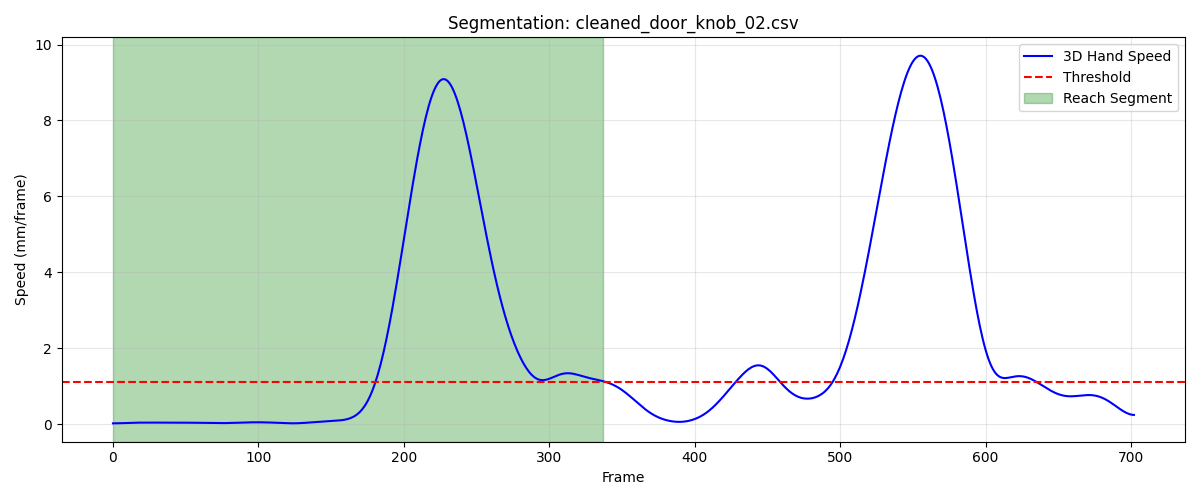 Segmentation: cleaned_door_knob_02.csv
10
8
6
4
2
0
Speed (mm/frame)
3D Hand Speed
Threshold
Reach Segment
0 100 200 300 400 500 600 700
Frame